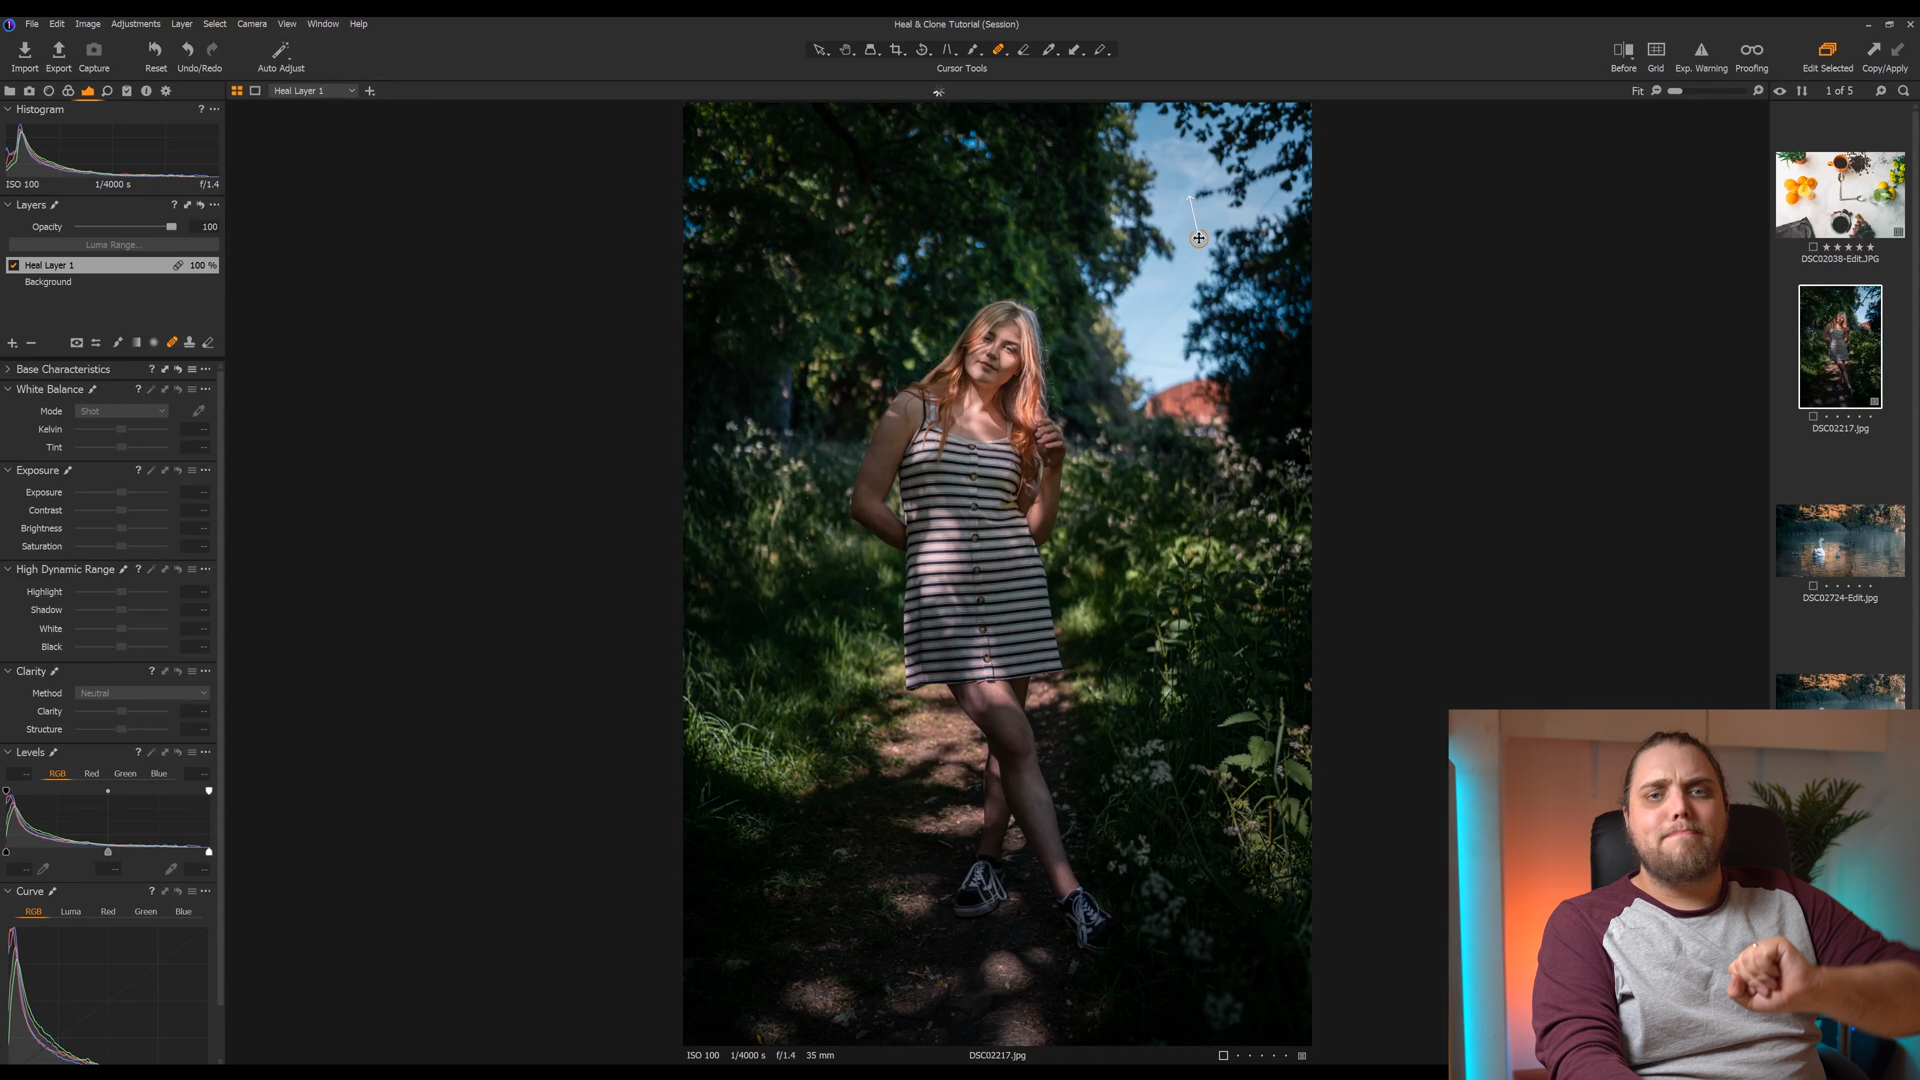 File Edit Image Adjustments Layer Select Camera View Window Help
Heal & Clone Tutorial (Session)
Import Export Capture Reset Undo/Redo Auto Adjust
Cursor Tools
Before Grid Exp. Warning Proofing Edit Selected Copy/Apply
Heal Layer 1
Fit
1 of 5
Histogram ? ...
ISO 100 1/4000 s f/1.4
Layers ? ...
Opacity 100
Luma Range...
Heal Layer 1 100 %
Background
Base Characteristics ? ...
White Balance ? ...
Mode Shot
Kelvin --
Tint --
Exposure ? ...
Exposure --
Contrast --
Brightness --
Saturation --
High Dynamic Range ? ...
Highlight --
Shadow --
White --
Black --
Clarity ? ...
Method Neutral
Clarity --
Structure --
Levels ? ...
-- RGB Red Green Blue --
-- -- --
Curve ? ...
RGB Luma Red Green Blue
ISO 100 1/4000 s f/1.4 35 mm
DSC02217.jpg
DSC02038-Edit.JPG
DSC02217.jpg
DSC02724-Edit.jpg